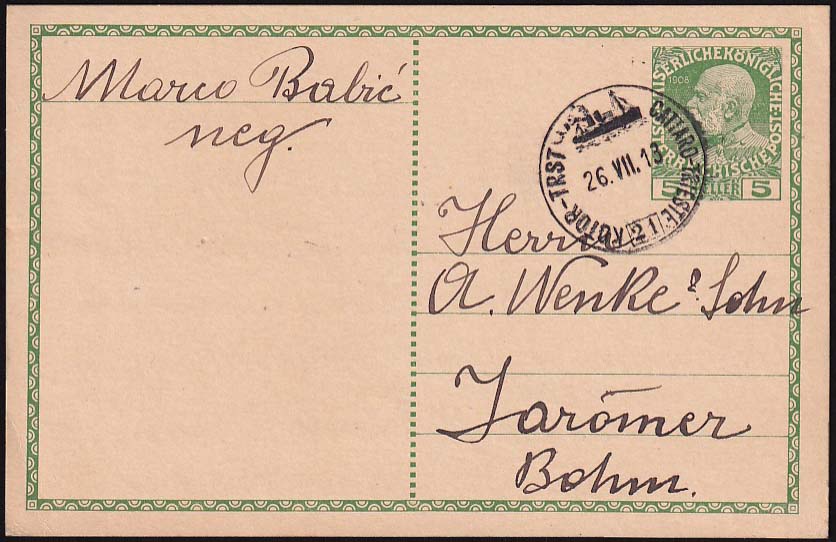 Marco Babić
neg.
KAISERLICHE KÖNIGLICHE ÖSTERREICHISCHE POST
1908
5 HELLER 5
CATTARO-TRIESTE
26.VII.13
KOTOR-TRST
21
Herrn
A. Wenke & Sohn
Jaroměr
Böhm.